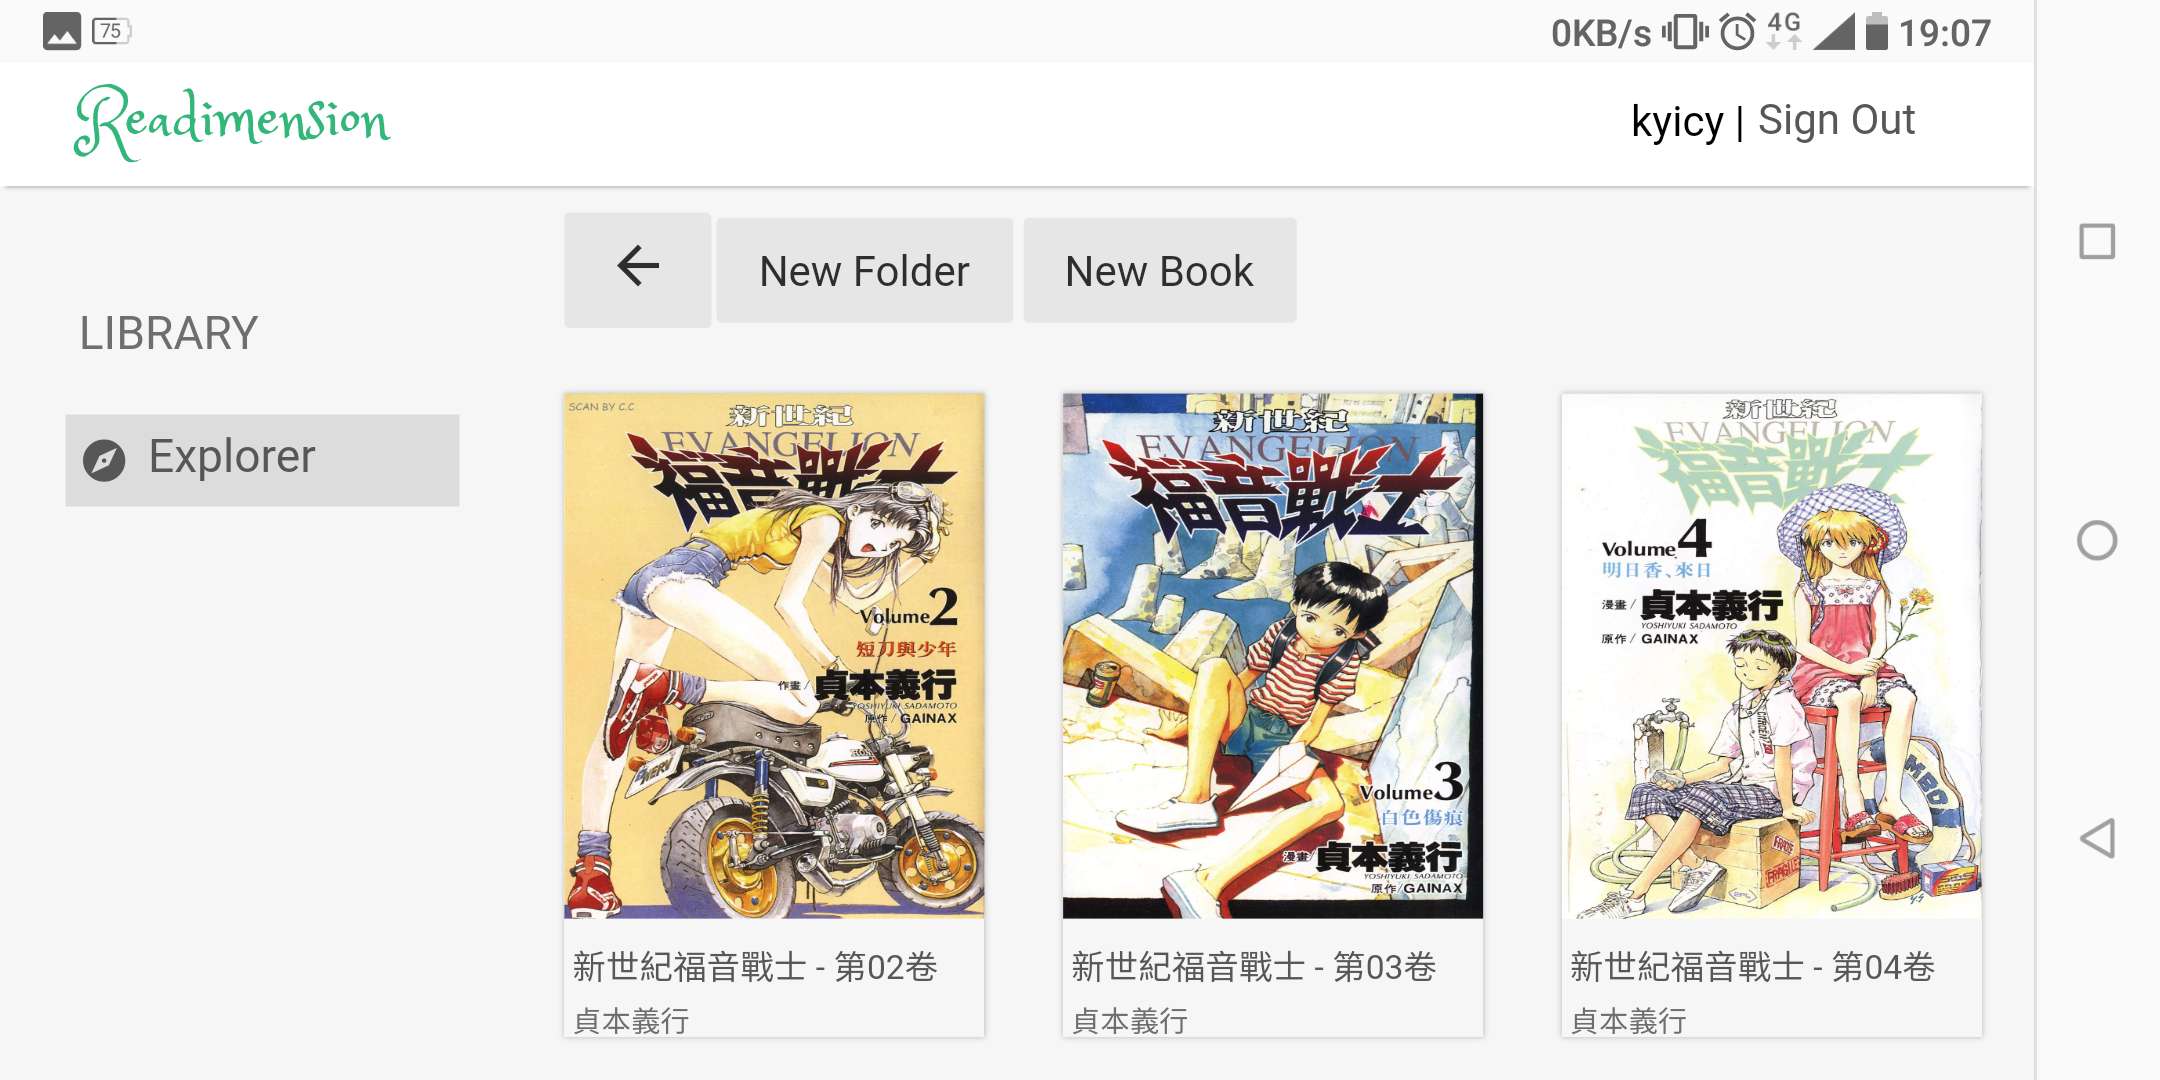 75
0KB/s 4G 19:07
Readimension
kyicy | Sign Out
New Folder
New Book
LIBRARY
Explorer
SCAN BY C.C
新世紀
EVANGELION
福音戰士
Volume2
短刀與少年
作畫/貞本義行
YOSHIYUKI SADAMOTO
原作/GAINAX
NERV
新世紀福音戰士 - 第02卷
貞本義行
新世紀
EVANGELION
福音戰士
Volume3
白色傷痕
漫畫/貞本義行
YOSHIYUKI SADAMOTO
原作/GAINAX
新世紀福音戰士 - 第03卷
貞本義行
新世紀
EVANGELION
福音戰士
Volume4
明日香、來日
漫畫/貞本義行
YOSHIYUKI SADAMOTO
原作/GAINAX
FRAGILE
新世紀福音戰士 - 第04卷
貞本義行